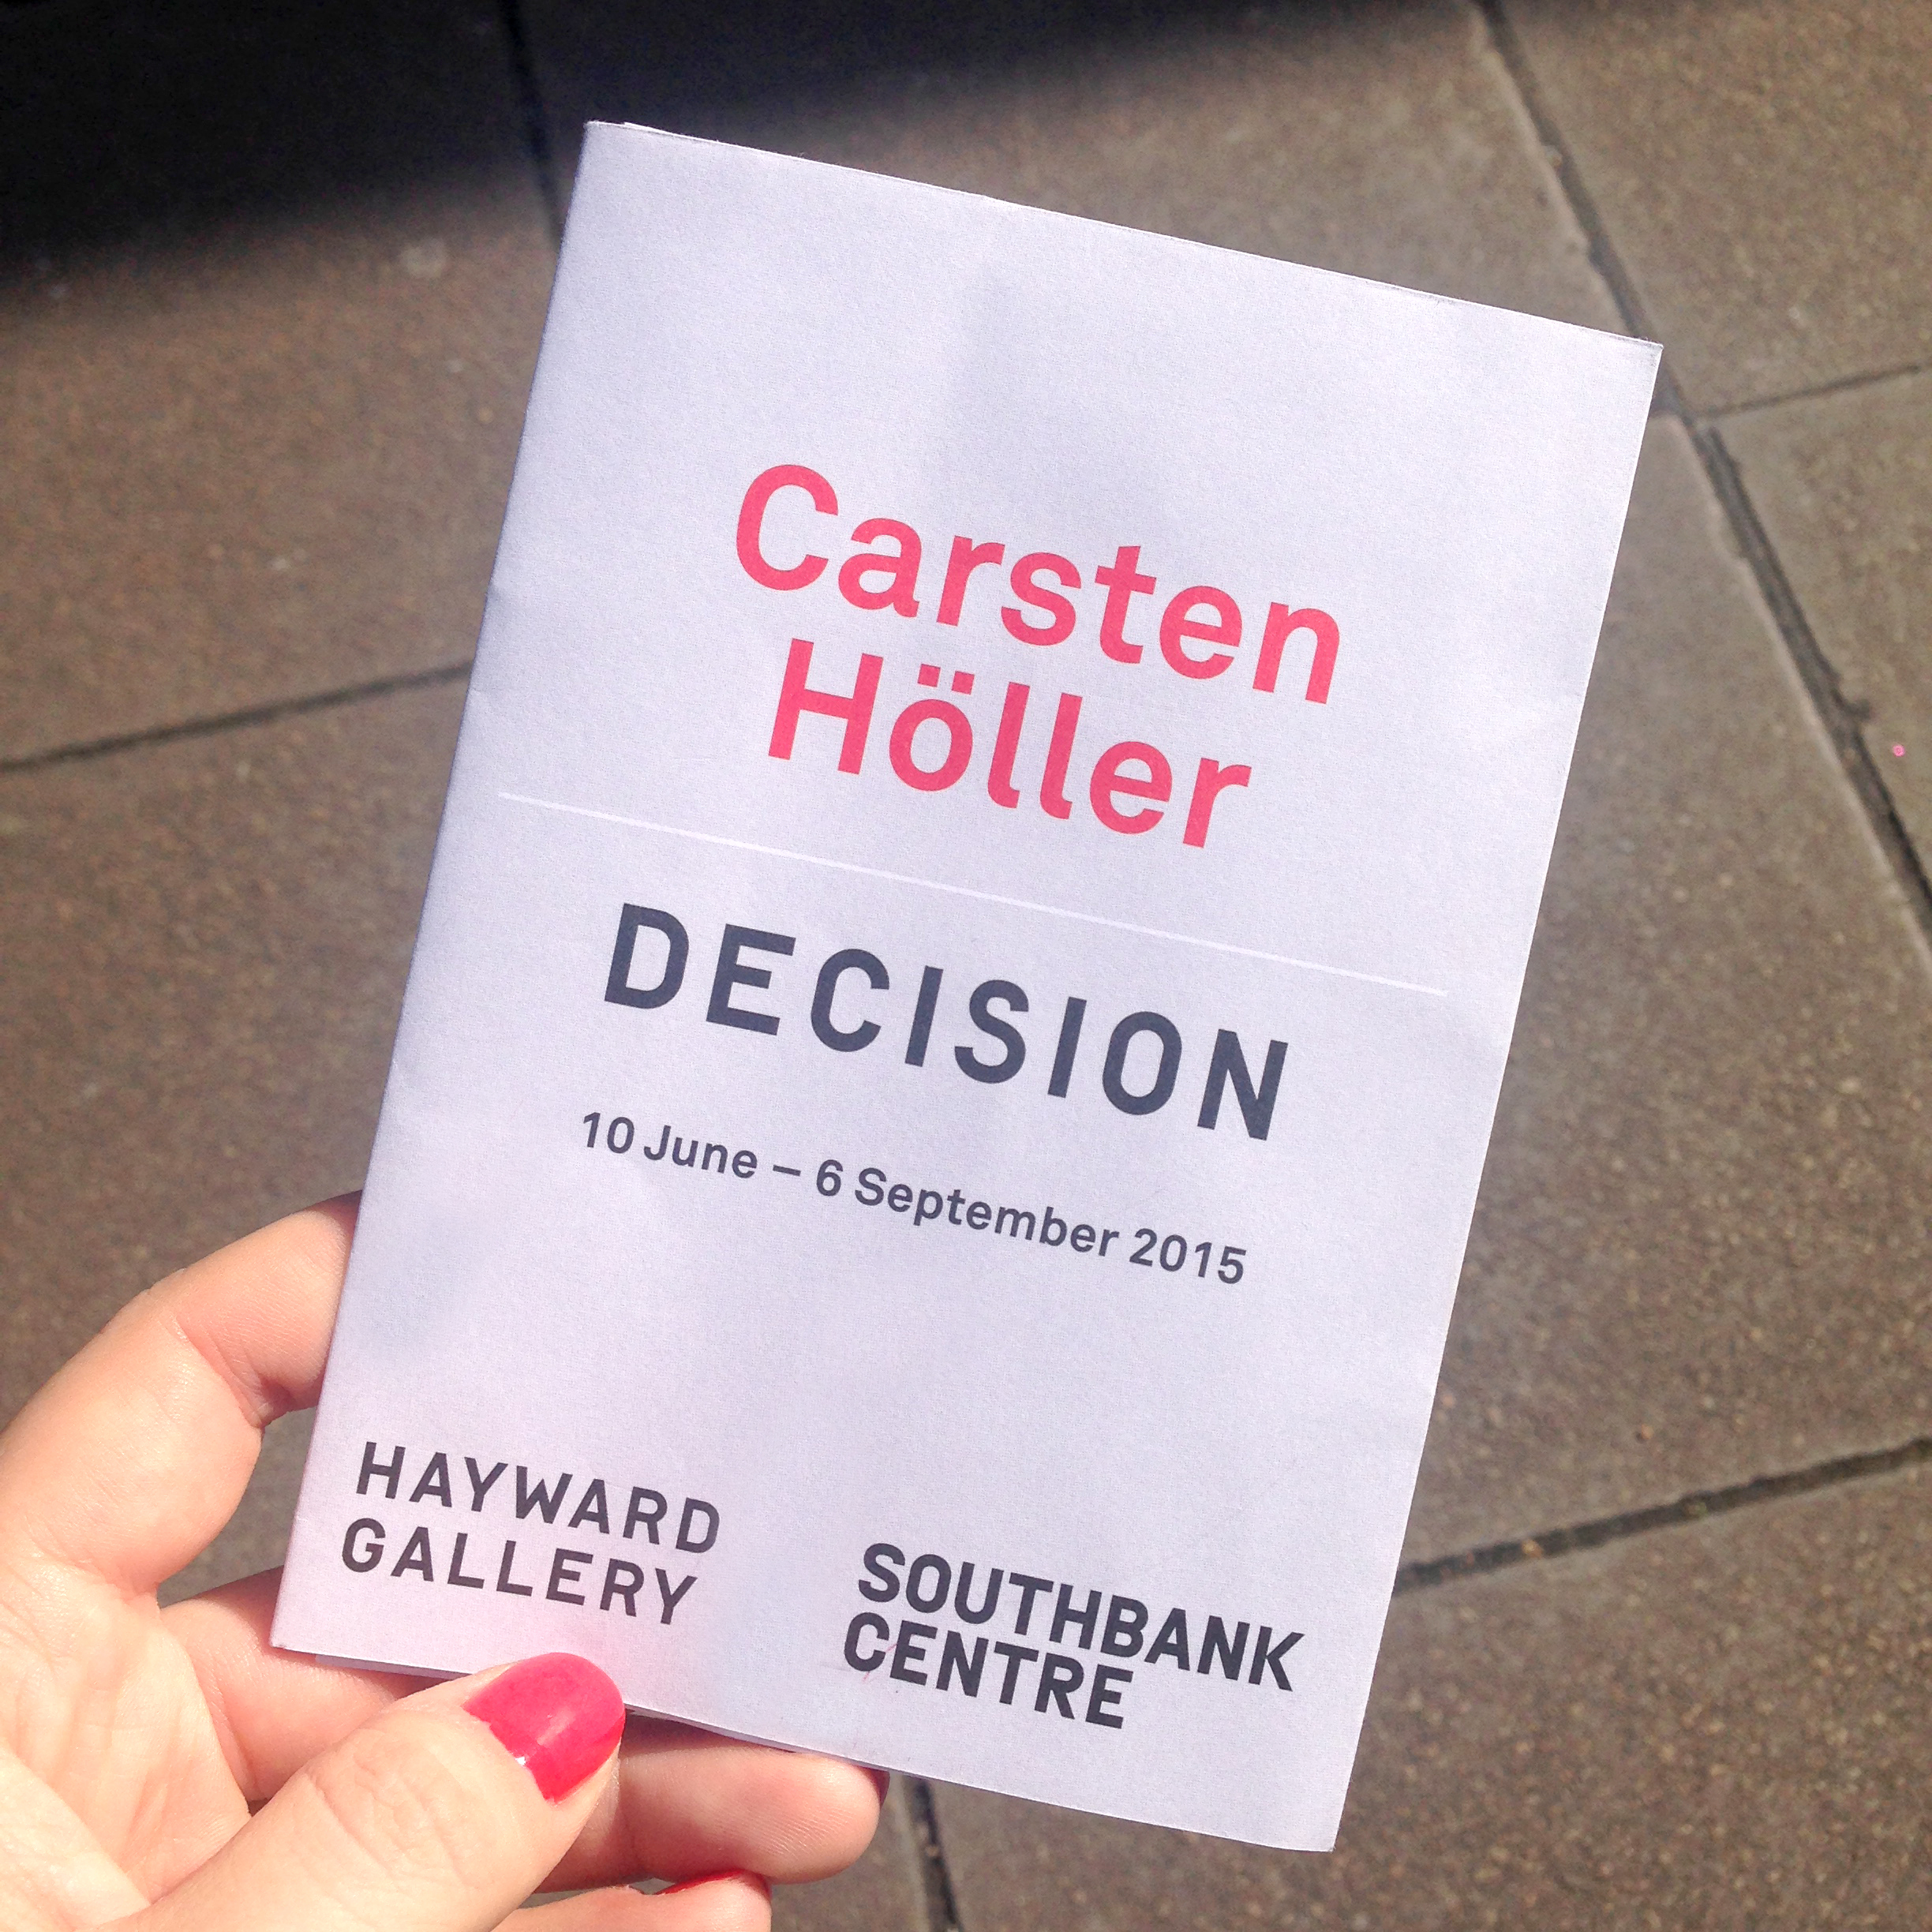 Carsten
Höller
DECISION
10 June – 6 September 2015
HAYWARD
GALLERY
SOUTHBANK
CENTRE